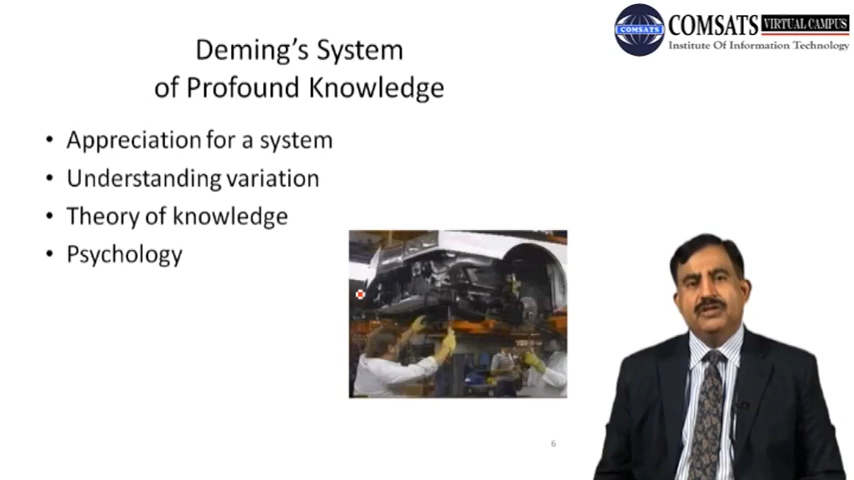 Deming's System
of Profound Knowledge
• Appreciation for a system
• Understanding variation
• Theory of knowledge
• Psychology
COMSATS
COMSATS VIRTUAL CAMPUS
Institute Of Information Technology
6